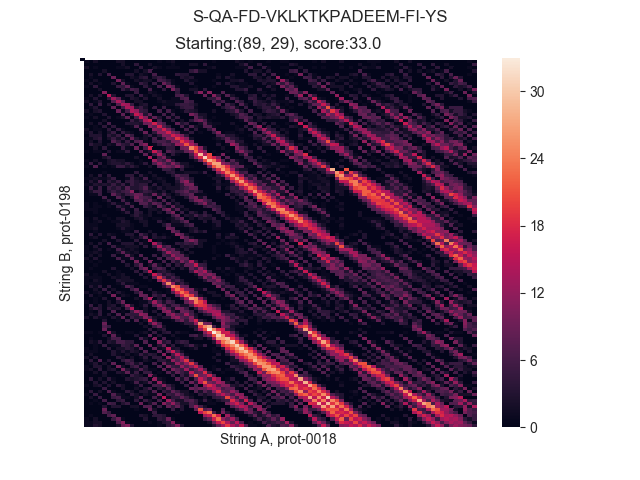 S-QA-FD-VKLKTKPADEEM-FI-YS
Starting:(89, 29), score:33.0
String B, prot-0198
String A, prot-0018
30
24
18
12
6
0